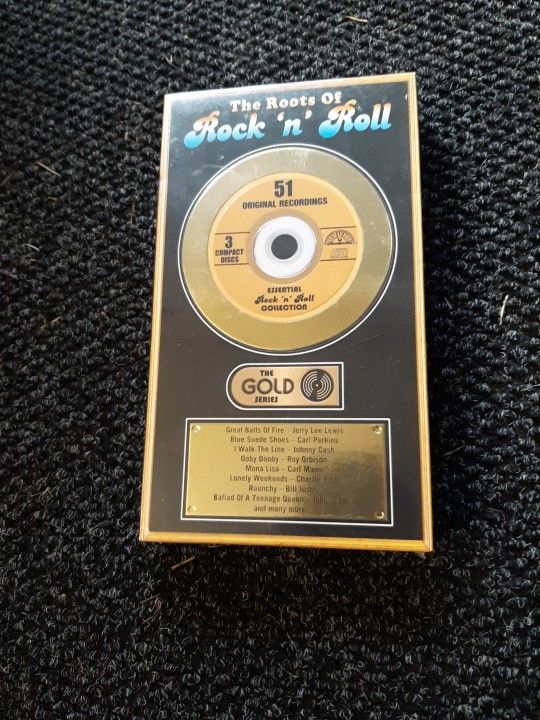 The Roots Of
Rock 'n' Roll
51
ORIGINAL RECORDINGS
3
COMPACT
DISCS
ESSENTIAL
Rock 'n' Roll
COLLECTION
THE
GOLD
SERIES
Great Balls Of Fire - Jerry Lee Lewis
Blue Suede Shoes - Carl Perkins
I Walk The Line - Johnny Cash
Ooby Dooby - Roy Orbison
Mona Lisa - Carl Mann
Lonely Weekends - Charlie Rich
Raunchy - Bill Justis
Ballad Of A Teenage Queen - Johnny Cash
and many more